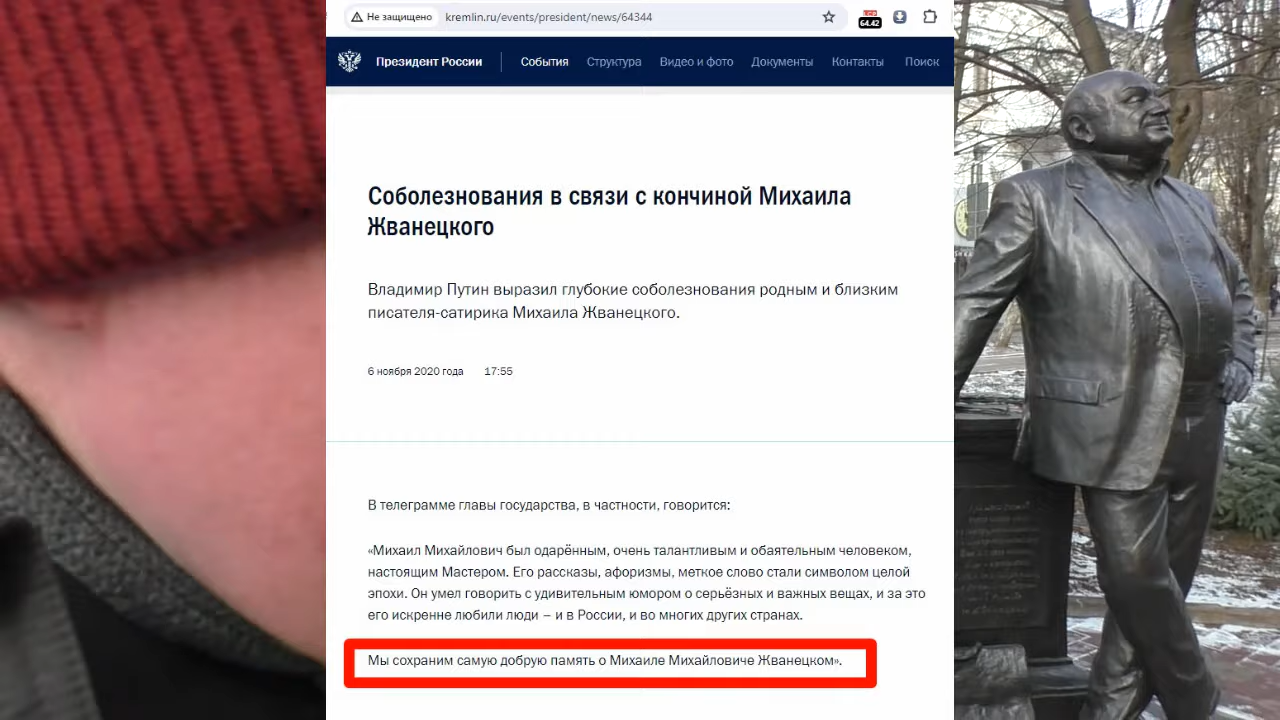 Не защищено
kremlin.ru/events/president/news/64344
64.42
Президент России
События
Структура
Видео и фото
Документы
Контакты
Поиск
Соболезнования в связи с кончиной Михаила
Жванецкого
Владимир Путин выразил глубокие соболезнования родным и близким
писателя-сатирика Михаила Жванецкого.
6 ноября 2020 года 17:55
В телеграмме главы государства, в частности, говорится:
«Михаил Михайлович был одарённым, очень талантливым и обаятельным человеком,
настоящим Мастером. Его рассказы, афоризмы, меткое слово стали символом целой
эпохи. Он умел говорить с удивительным юмором о серьёзных и важных вещах, и за это
его искренне любили люди – и в России, и во многих других странах.
Мы сохраним самую добрую память о Михаиле Михайловиче Жванецком».